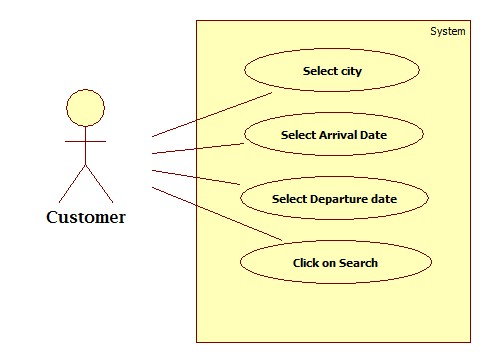 System
Select city
Select Arrival Date
Select Departure date
Customer
Click on Search